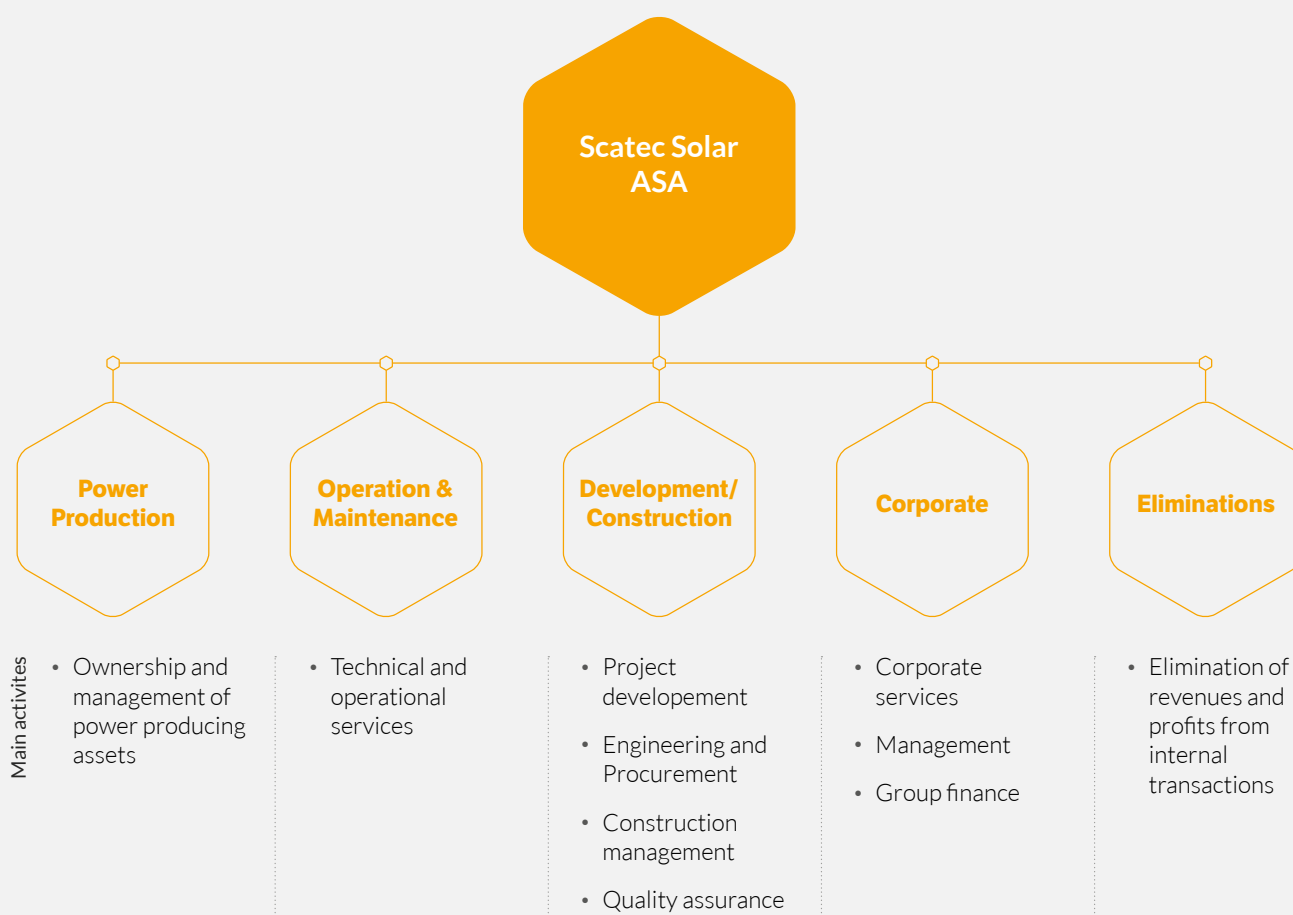 Scatec Solar
ASA
Power
Production
Operation &
Maintenance
Development/
Construction
Corporate
Eliminations
Main activites
• Ownership and
management of
power producing
assets
• Technical and
operational
services
• Project
developement
• Engineering and
Procurement
• Construction
management
• Quality assurance
• Corporate
services
• Management
• Group finance
• Elimination of
revenues and
profits from
internal
transactions